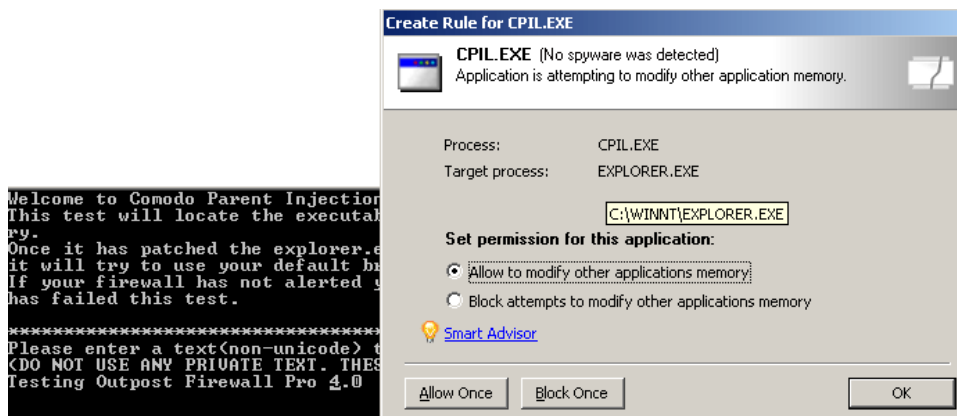 Create Rule for CPIL.EXE
CPIL.EXE (No spyware was detected)
Application is attempting to modify other application memory.
Process: CPIL.EXE
Target process: EXPLORER.EXE
C:\WINNT\EXPLORER.EXE
Set permission for this application:
Allow to modify other applications memory
Block attempts to modify other applications memory
Smart Advisor
Allow Once
Block Once
OK
Welcome to Comodo Parent Injection
This test will locate the
ry.
Once it has patched the
it will try to use your default
If your firewall has not alerted
has failed this test.
***********************************
Please enter a text(non-unicode)
(DO NOT USE ANY PRIVATE TEXT.
Testing Outpost Firewall Pro 4.0